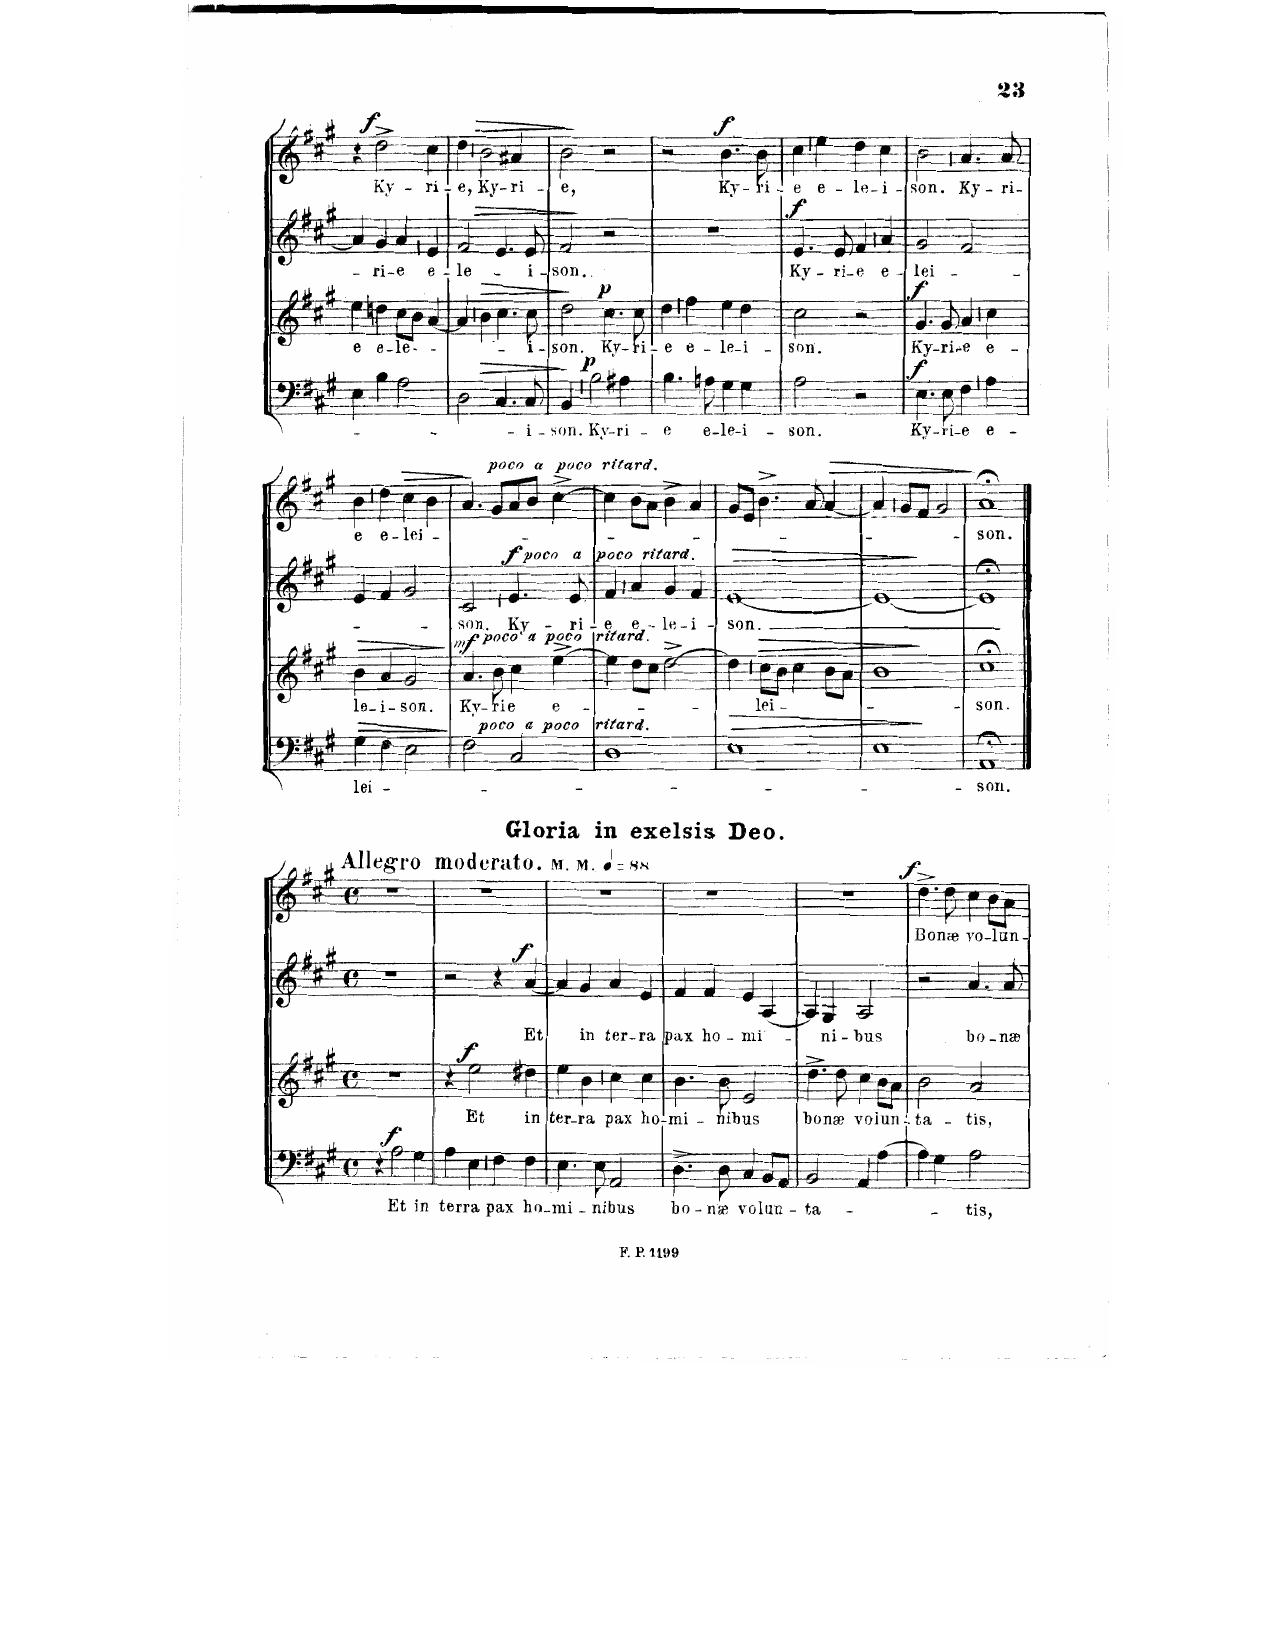 23
f
Ky - ri - e, Ky - ri - e, Ky - ri - e e - le - i - son. Ky - ri -
f
f
- ri - e e - le - i - son. Ky - ri - e e - lei -
p f
e e - le - - i - son. Ky - ri - e e - le - i - son. Ky - ri - e e -
p f
- - - i - son. Ky - ri - e e - le - i - son. Ky - ri - e e -
poco a poco ritard.
e e - lei - - - - - - son.
f poco a poco ritard.
- - son. Ky - ri - e e - le - i - son.
mf poco a poco ritard.
le - i - son. Ky - rie e - - - lei - - - son.
poco a poco ritard.
lei - - - - - - son.
Gloria in exelsis Deo.
Allegro moderato. M. M. ♩ = 88
f
Bonæ vo - lun -
f
Et in ter - ra pax ho - mi - ni - bus bo - næ
f
Et in ter - ra pax ho - mi - nibus bonæ volun - ta - tis,
f
Et in terra pax ho - mi - nibus bo - næ volun - ta - - tis,
F. P. 1199